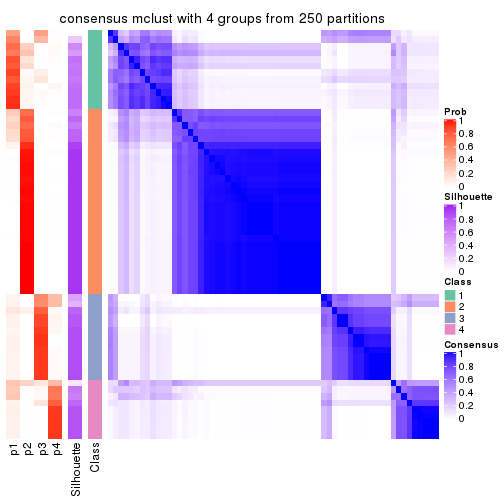 consensus mclust with 4 groups from 250 partitions
Prob
1
0.8
0.6
0.4
0.2
0
Silhouette
1
0.8
0.6
0.4
0.2
0
Class
1
2
3
4
Consensus
1
0.8
0.6
0.4
0.2
0
p1
p2
p3
p4
Silhouette
Class